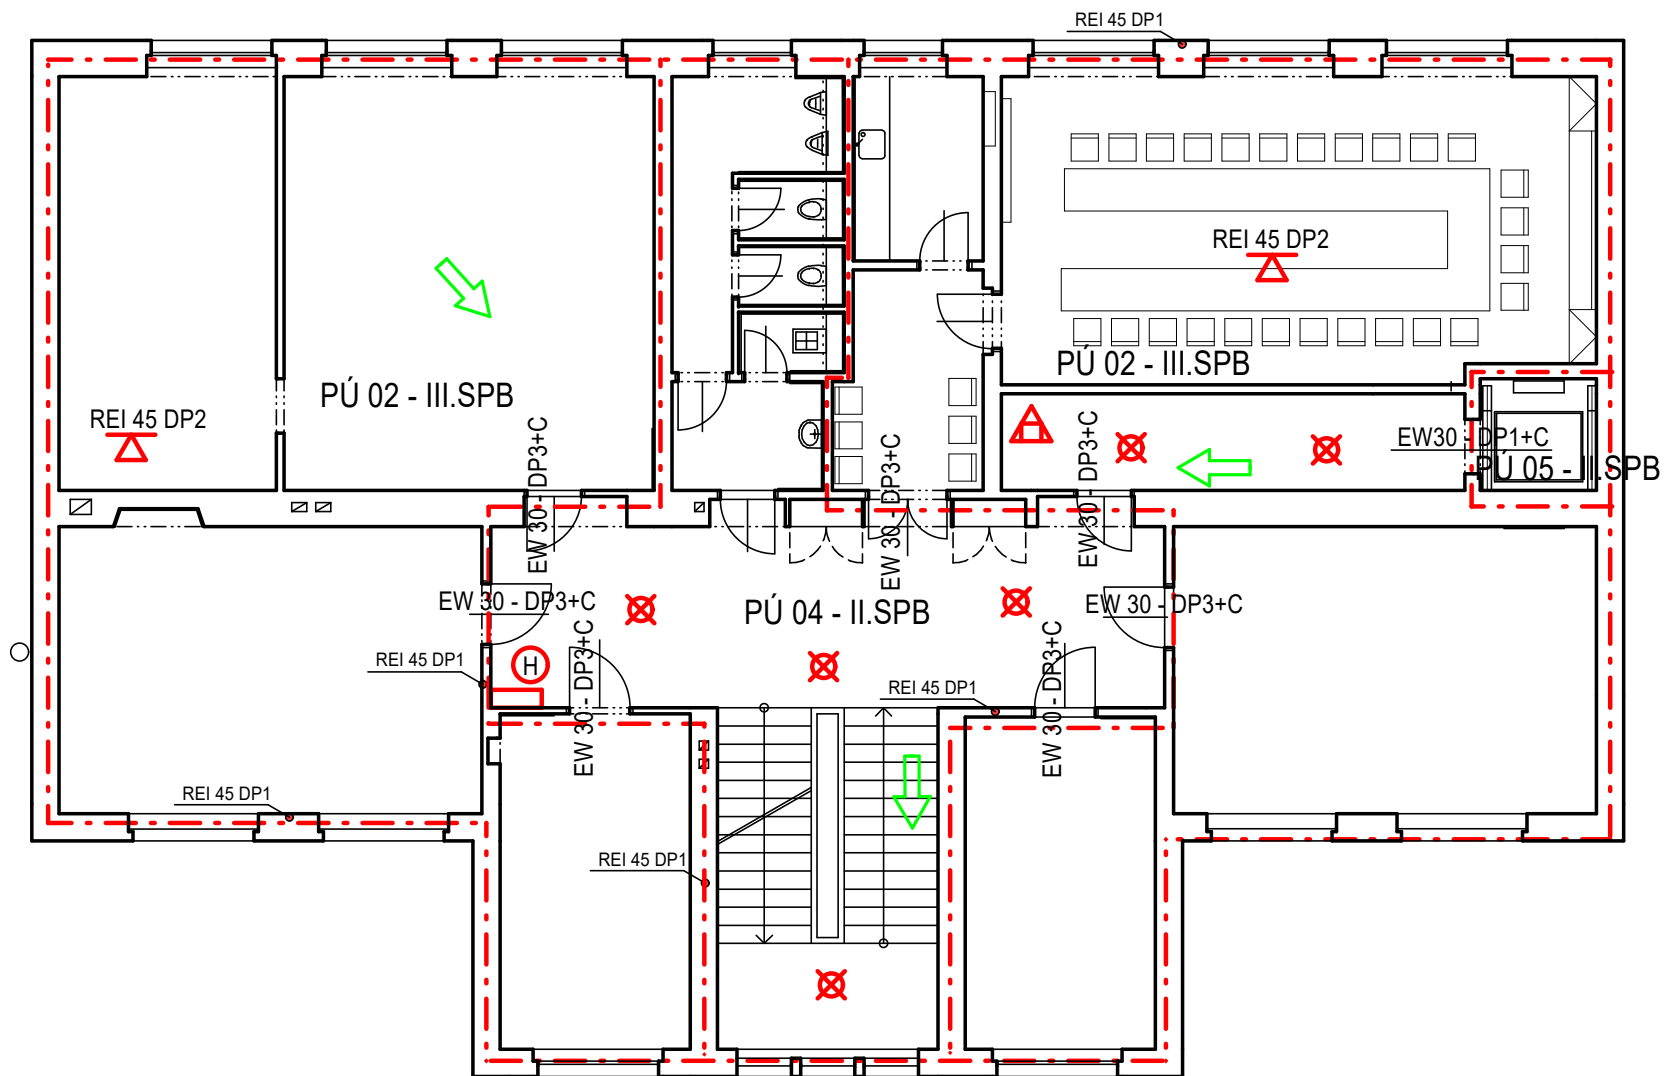 REI 45 DP1
REI 45 DP2
PÚ 02 - III.SPB
PÚ 02 - III.SPB
REI 45 DP2
EW30 - DP1+C
PÚ 05 - II.SPB
EW 30 - DP3+C
EW 30 - DP3+C
EW 30 - DP3+C
EW 30 - DP3+C
PÚ 04 - II.SPB
EW 30 - DP3+C
REI 45 DP1
H
EW 30 - DP3+C
REI 45 DP1
EW 30 - DP3+C
REI 45 DP1
REI 45 DP1